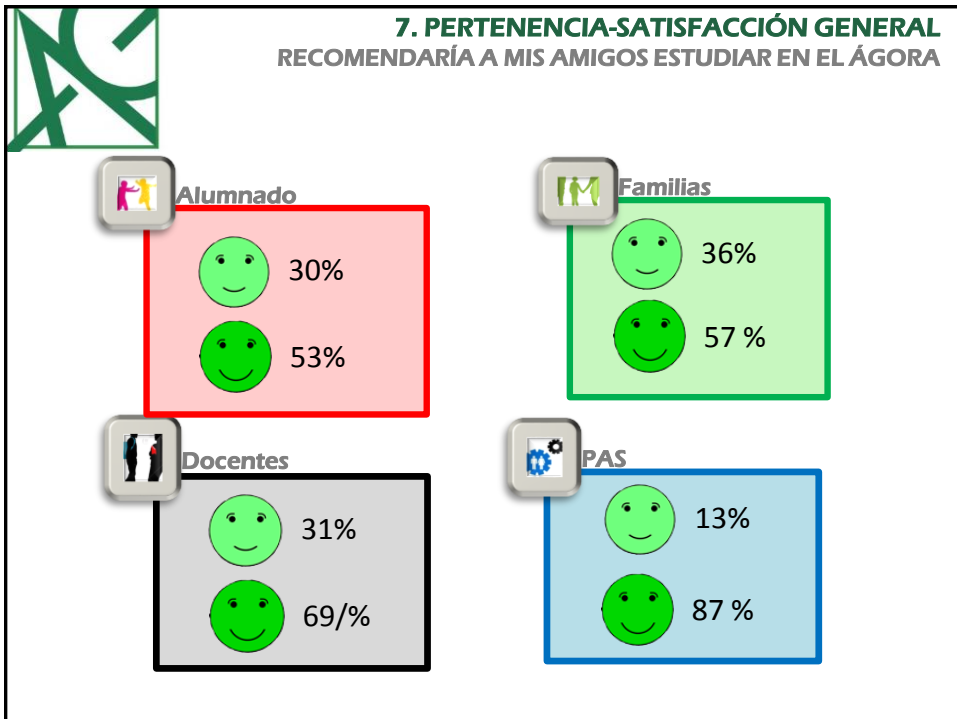 7. PERTENENCIA-SATISFACCIÓN GENERAL
RECOMENDARÍA A MIS AMIGOS ESTUDIAR EN EL ÁGORA
Alumnado
30%
53%
Familias
36%
57 %
Docentes
31%
69/%
PAS
13%
87 %